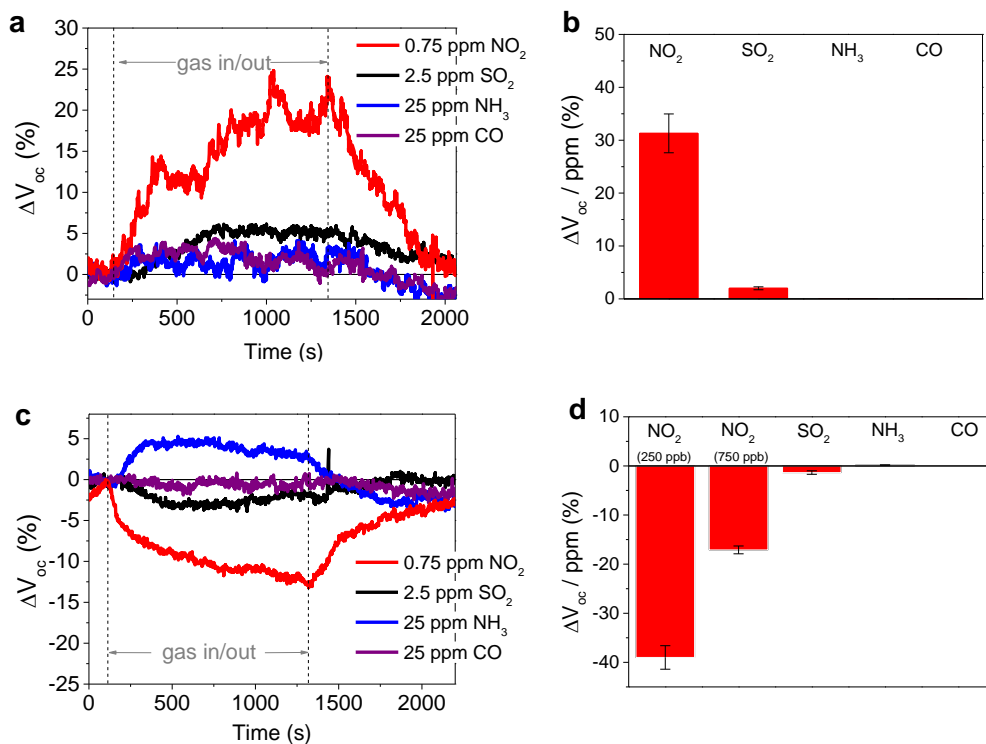 a
30
25
20
15
10
5
0
ΔV_oc (%)
gas in/out
0.75 ppm NO₂
2.5 ppm SO₂
25 ppm NH₃
25 ppm CO
0 500 1000 1500 2000
Time (s)
b
50
40
30
20
10
0
ΔV_oc / ppm (%)
NO₂ SO₂ NH₃ CO
c
5
0
-5
-10
-15
-20
-25
ΔV_oc (%)
0.75 ppm NO₂
2.5 ppm SO₂
25 ppm NH₃
25 ppm CO
gas in/out
0 500 1000 1500 2000
Time (s)
d
10
0
-10
-20
-30
-40
ΔV_oc / ppm (%)
NO₂ NO₂ SO₂ NH₃ CO
(250 ppb) (750 ppb)